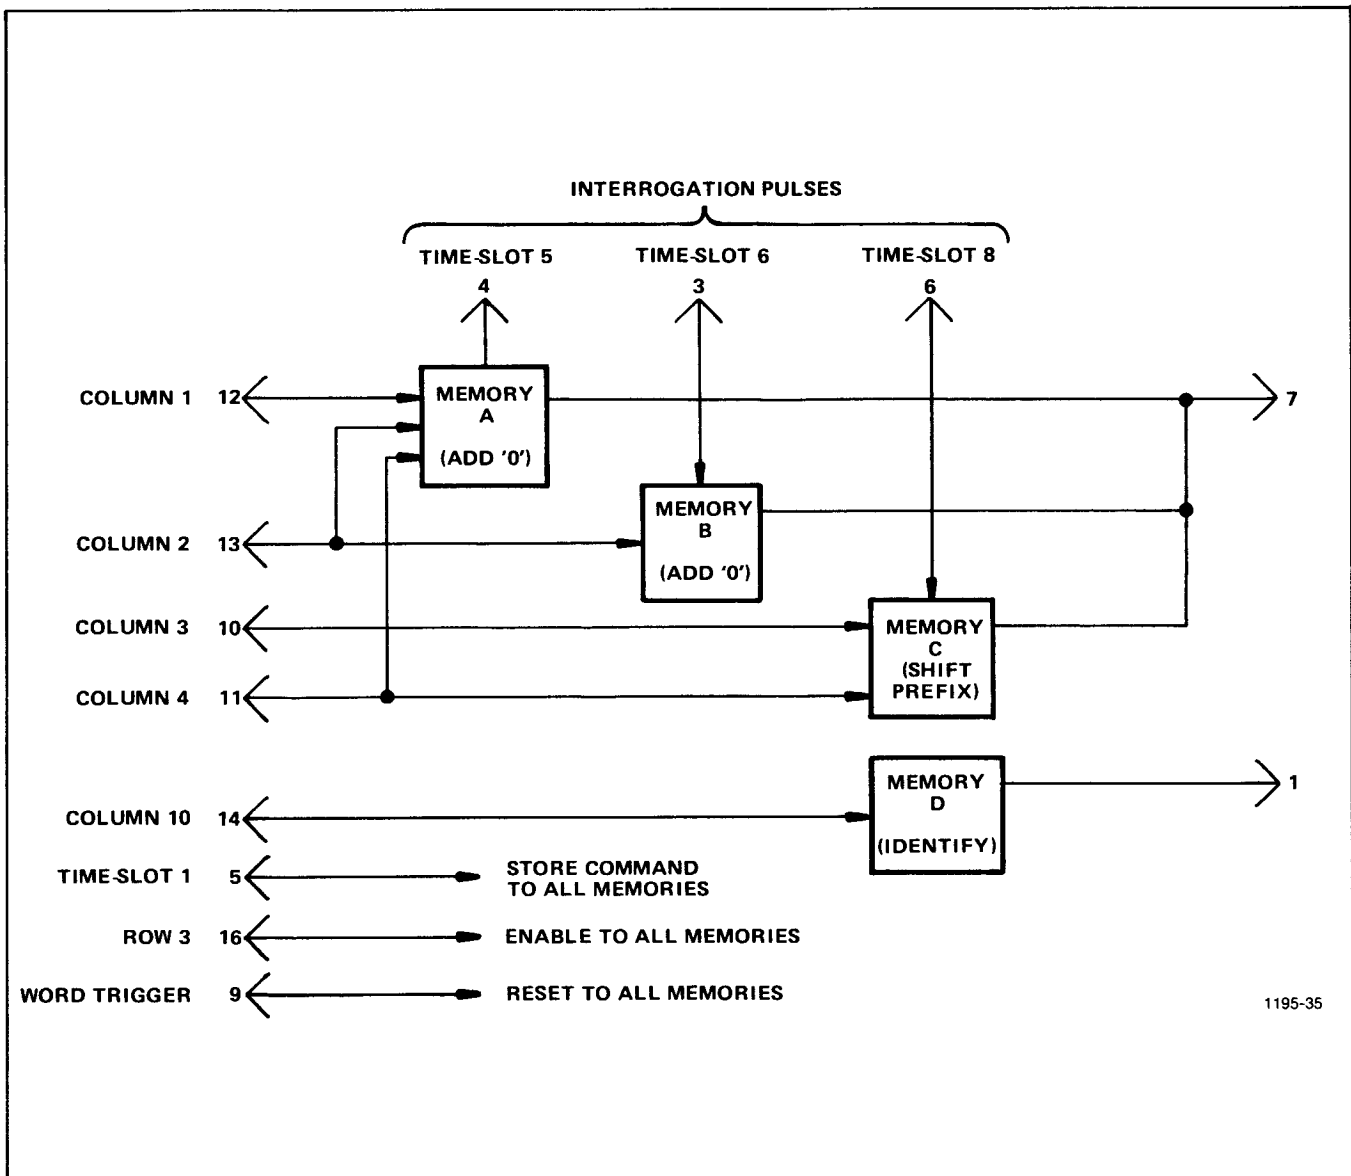 INTERROGATION PULSES
TIME-SLOT 5
TIME-SLOT 6
TIME-SLOT 8
4
3
6
COLUMN 1 12
MEMORY
A
(ADD '0')
7
COLUMN 2 13
MEMORY
B
(ADD '0')
COLUMN 3 10
MEMORY
C
(SHIFT
PREFIX)
COLUMN 4 11
MEMORY
D
(IDENTIFY)
1
COLUMN 10 14
TIME-SLOT 1 5
STORE COMMAND
TO ALL MEMORIES
ROW 3 16 ENABLE TO ALL MEMORIES
WORD TRIGGER 9 RESET TO ALL MEMORIES
1195-35